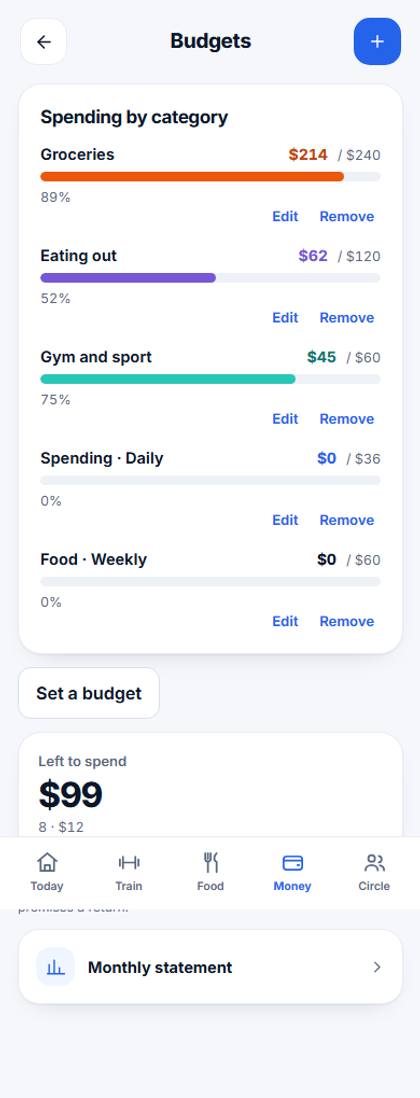 Budgets
Spending by category
Groceries $214 / $240
89%
Edit Remove
Eating out $62 / $120
52%
Edit Remove
Gym and sport $45 / $60
75%
Edit Remove
Spending · Daily $0 / $36
0%
Edit Remove
Food · Weekly $0 / $60
0%
Edit Remove
Set a budget
Left to spend
$99
8 · $12
Today Train Food Money Circle
promises a return.
Monthly statement